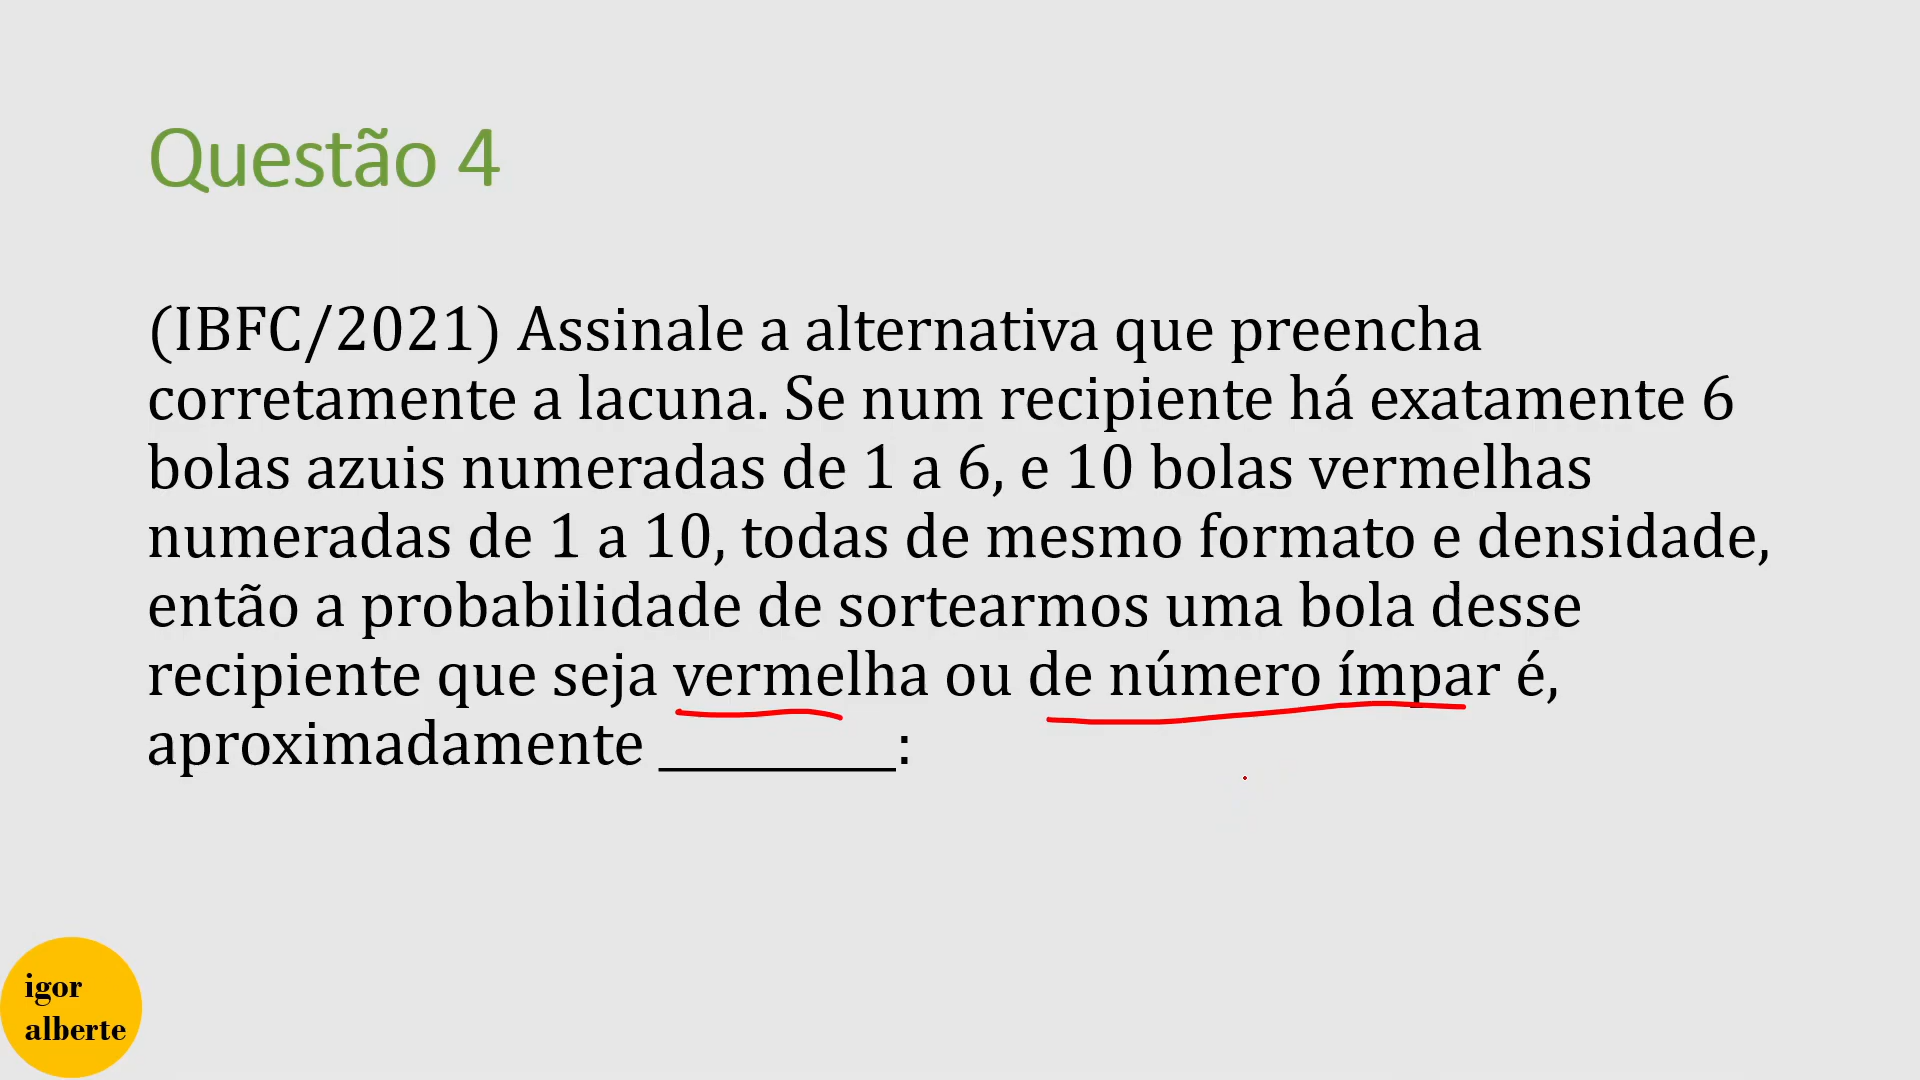 Questão 4
(IBFC/2021) Assinale a alternativa que preencha
corretamente a lacuna. Se num recipiente há exatamente 6
bolas azuis numeradas de 1 a 6, e 10 bolas vermelhas
numeradas de 1 a 10, todas de mesmo formato e densidade,
então a probabilidade de sortearmos uma bola desse
recipiente que seja vermelha ou de número ímpar é,
aproximadamente _________:
igor
alberte